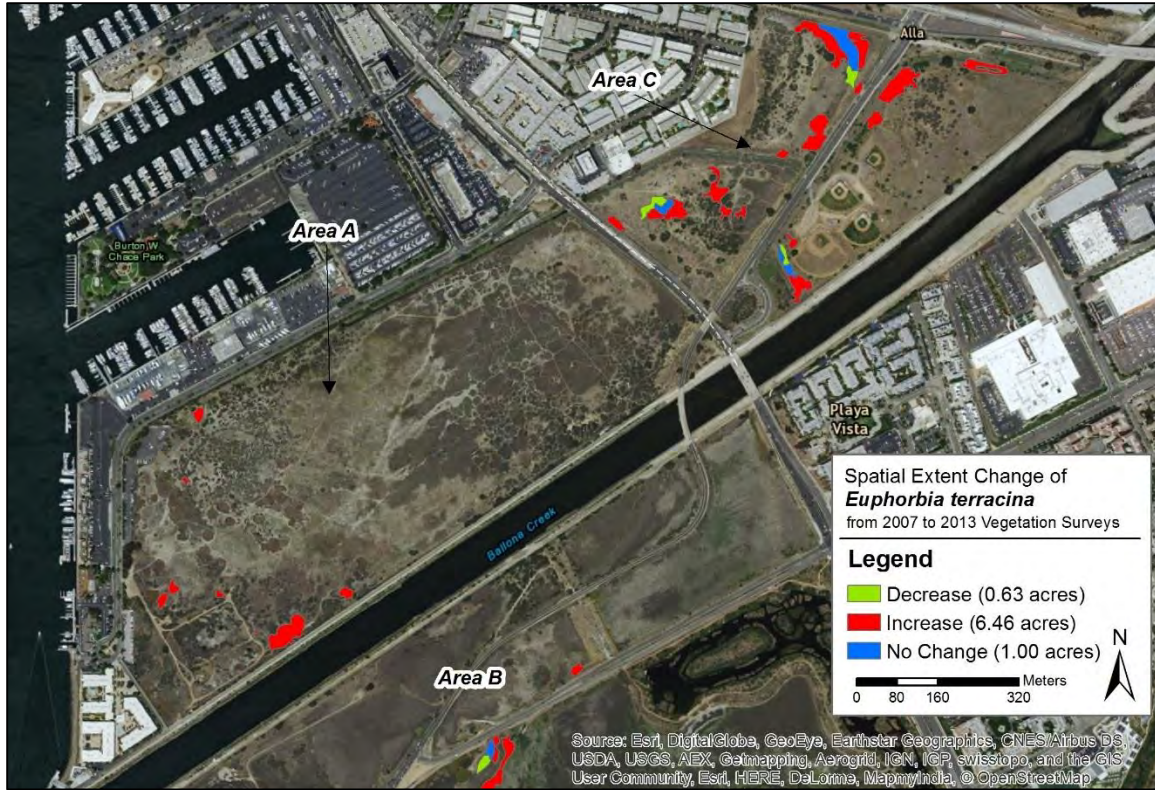 Alla
Area C
Area A
Burton W
Chace Park
Playa
Vista
Ballona Creek
Area B
Spatial Extent Change of
Euphorbia terracina
from 2007 to 2013 Vegetation Surveys
Legend
Decrease (0.63 acres)
Increase (6.46 acres)
No Change (1.00 acres)
N
Meters
0 80 160 320
Source: Esri, DigitalGlobe, GeoEye, Earthstar Geographics, CNES/Airbus DS,
USDA, USGS, AEX, Getmapping, Aerogrid, IGN, IGP, swisstopo, and the GIS
User Community, Esri, HERE, DeLorme, MapmyIndia, © OpenStreetMap